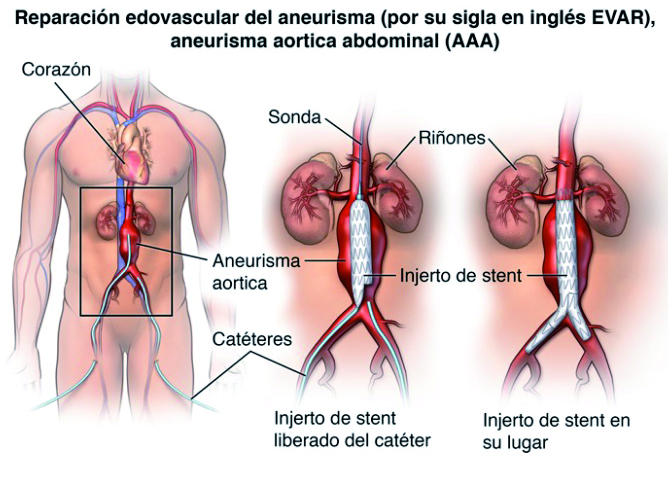 Reparación edovascular del aneurisma (por su sigla en inglés EVAR),
aneurisma aortica abdominal (AAA)
Corazón
Sonda
Riñones
Aneurisma
aortica
Injerto de stent
Catéteres
Injerto de stent
liberado del catéter
Injerto de stent en
su lugar